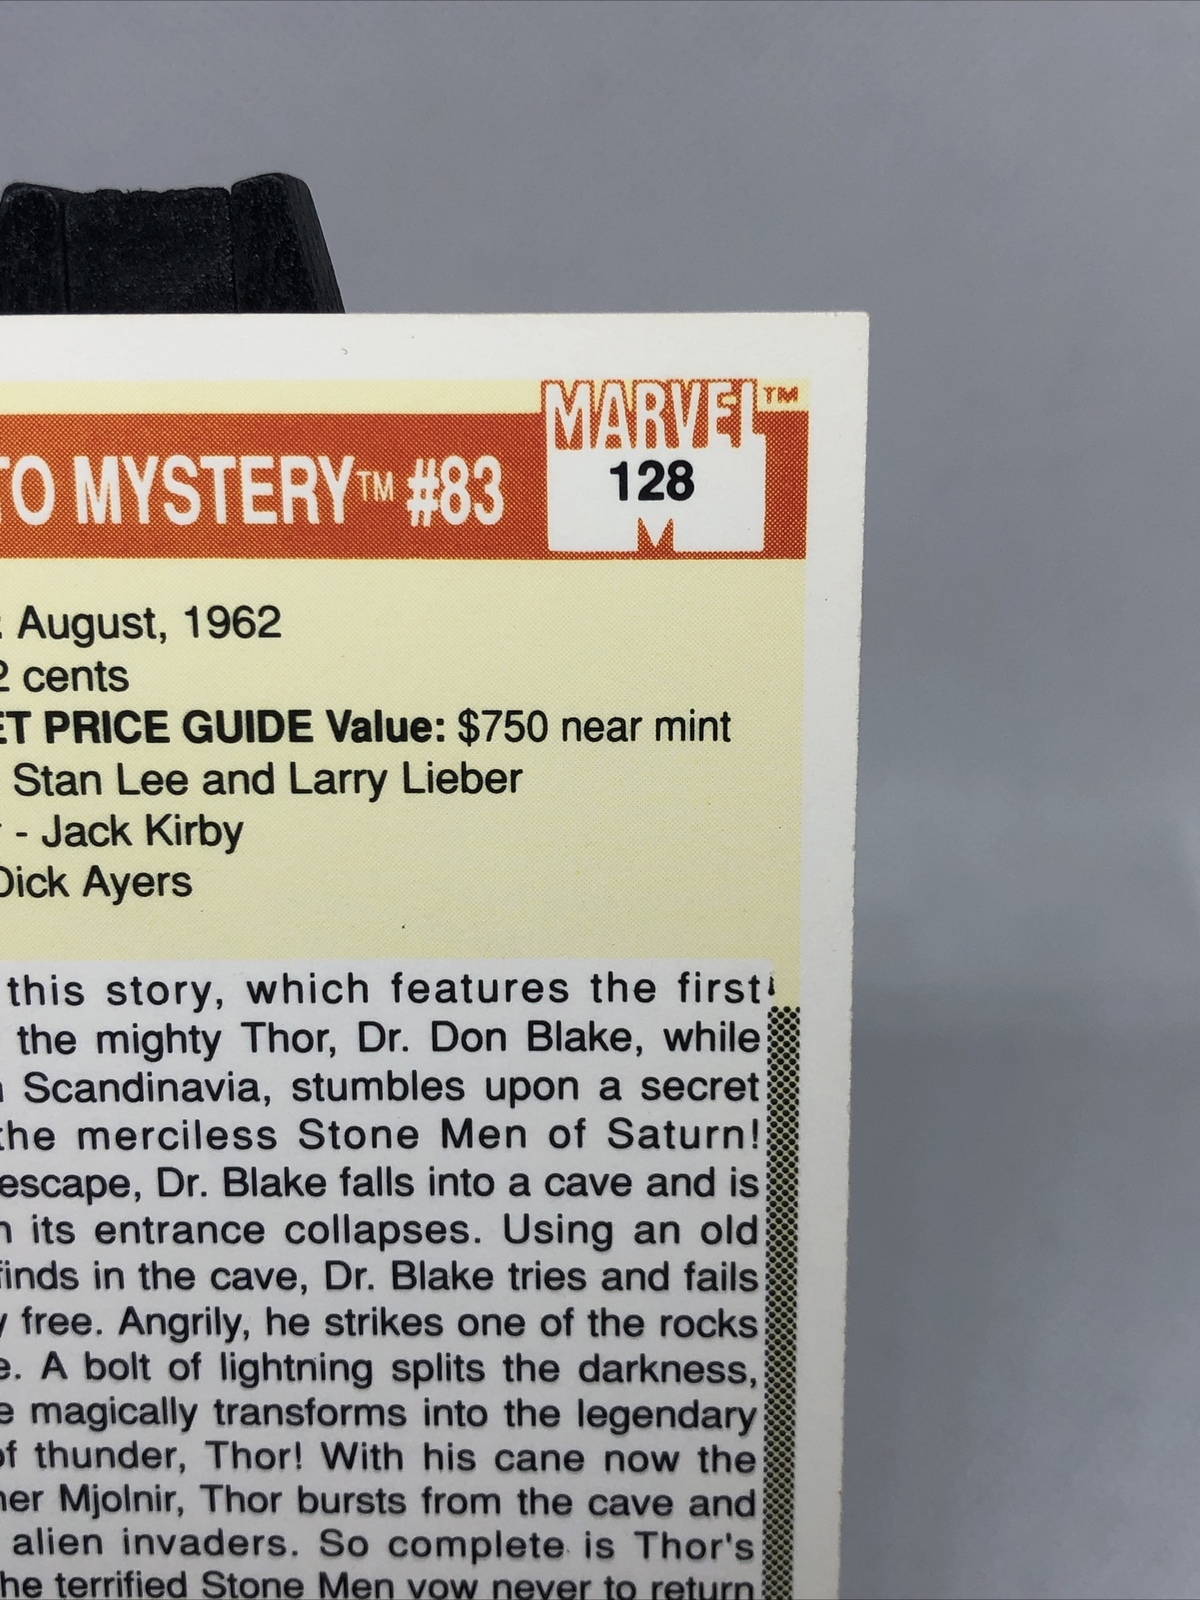 MARVEL™
128
TO MYSTERY™ #83
: August, 1962
2 cents
ET PRICE GUIDE Value: $750 near mint
Stan Lee and Larry Lieber
- Jack Kirby
Dick Ayers
this story, which features the first
the mighty Thor, Dr. Don Blake, while
Scandinavia, stumbles upon a secret
the merciless Stone Men of Saturn!
escape, Dr. Blake falls into a cave and is
its entrance collapses. Using an old
finds in the cave, Dr. Blake tries and fails
free. Angrily, he strikes one of the rocks
e. A bolt of lightning splits the darkness,
e magically transforms into the legendary
of thunder, Thor! With his cane now the
mer Mjolnir, Thor bursts from the cave and
alien invaders. So complete is Thor's
he terrified Stone Men vow never to return